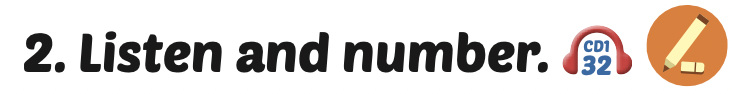 2. Listen and number. CD1
32